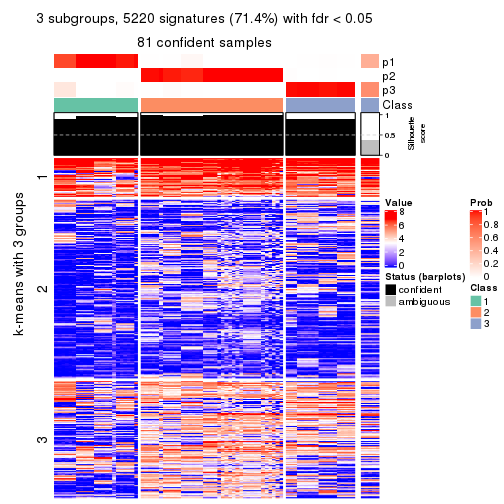 3 subgroups, 5220 signatures (71.4%) with fdr < 0.05
81 confident samples
p1
p2
p3
Class
1
0.5
0
Silhouette
score
k-means with 3 groups
1
2
3
Value
8
6
4
2
0
Status (barplots)
confident
ambiguous
Prob
1
0.8
0.6
0.4
0.2
0
Class
1
2
3